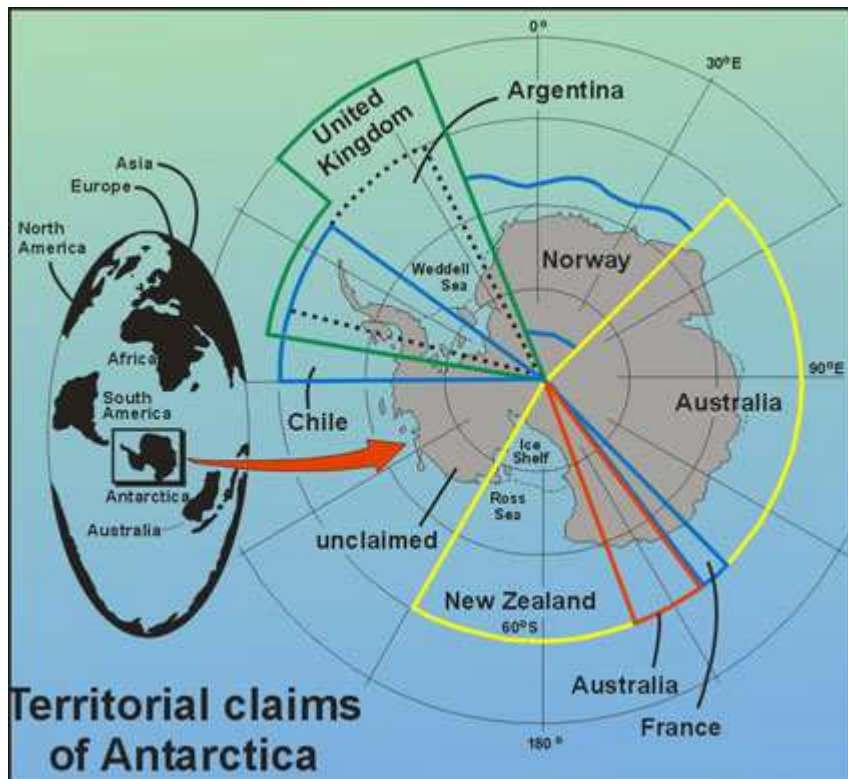 0°
30°E
Argentina
United
Kingdom
Asia
Europe
North
America
Weddell
Sea
Norway
Africa
90°E
South
America
Chile
Australia
Ice
Shelf
Antarctica
Ross
Sea
Australia
unclaimed
New Zealand
60°S
Australia
France
180°
Territorial claims
of Antarctica